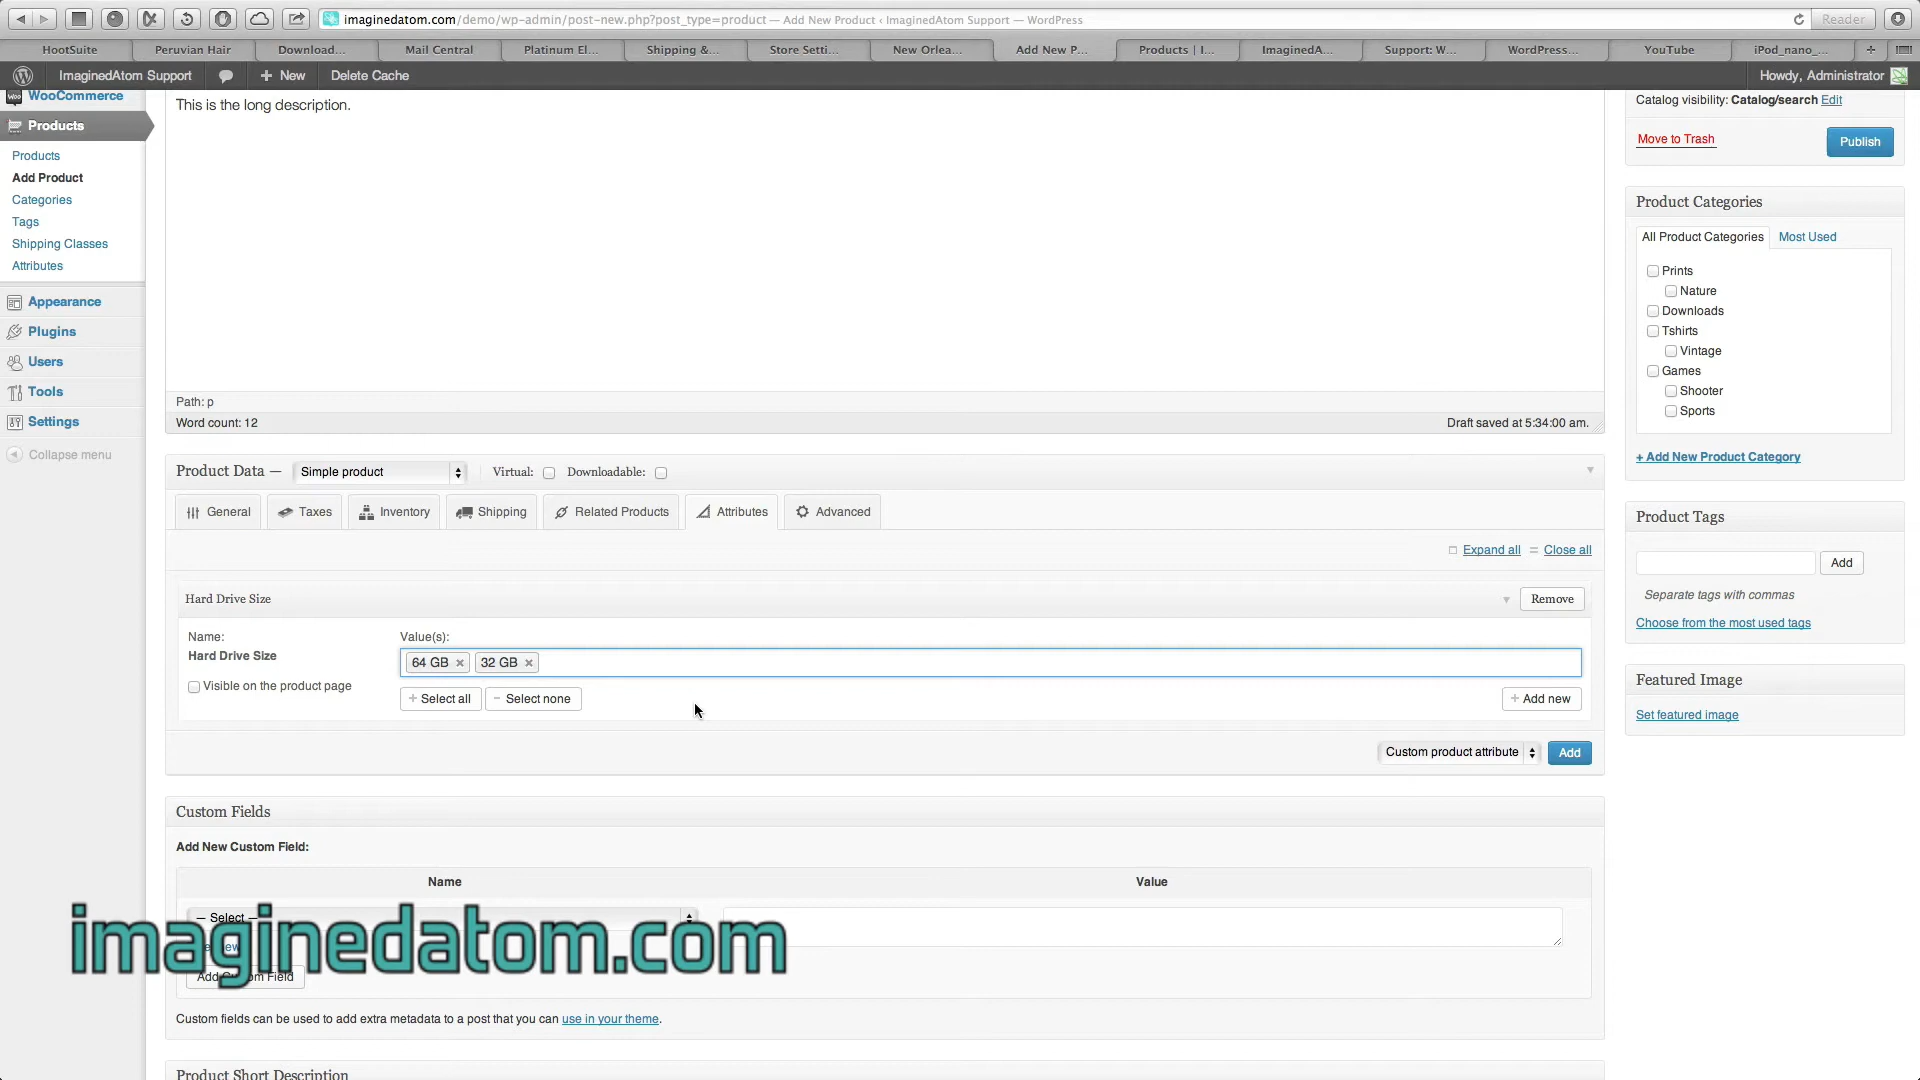 imaginedatom.com/demo/wp-admin/post-new.php?post_type=product — Add New Product ‹ ImaginedAtom Support — WordPress
Reader
HootSuite
Peruvian Hair
Download...
Mail Central
Platinum El...
Shipping &...
Store Setti...
New Orlea...
Add New P...
Products | I...
ImaginedA...
Support: W...
WordPress...
YouTube
iPod_nano_...
ImaginedAtom Support
+ New
Delete Cache
Howdy, Administrator
WooCommerce
Products
Products
Add Product
Categories
Tags
Shipping Classes
Attributes
Appearance
Plugins
Users
Tools
Settings
Collapse menu
This is the long description.
Path: p
Word count: 12
Draft saved at 5:34:00 am.
Product Data —
Simple product
Virtual:
Downloadable:
General
Taxes
Inventory
Shipping
Related Products
Attributes
Advanced
Expand all
Close all
Hard Drive Size
Remove
Name:
Hard Drive Size
Visible on the product page
Value(s):
64 GB ×
32 GB ×
+ Select all
− Select none
+ Add new
Custom product attribute
Add
Custom Fields
Add New Custom Field:
Name
Value
— Select —
Add Custom Field
imaginedatom.com
Custom fields can be used to add extra metadata to a post that you can use in your theme.
Product Short Description
Catalog visibility: Catalog/search Edit
Move to Trash
Publish
Product Categories
All Product Categories
Most Used
Prints
Nature
Downloads
Tshirts
Vintage
Games
Shooter
Sports
+ Add New Product Category
Product Tags
Add
Separate tags with commas
Choose from the most used tags
Featured Image
Set featured image